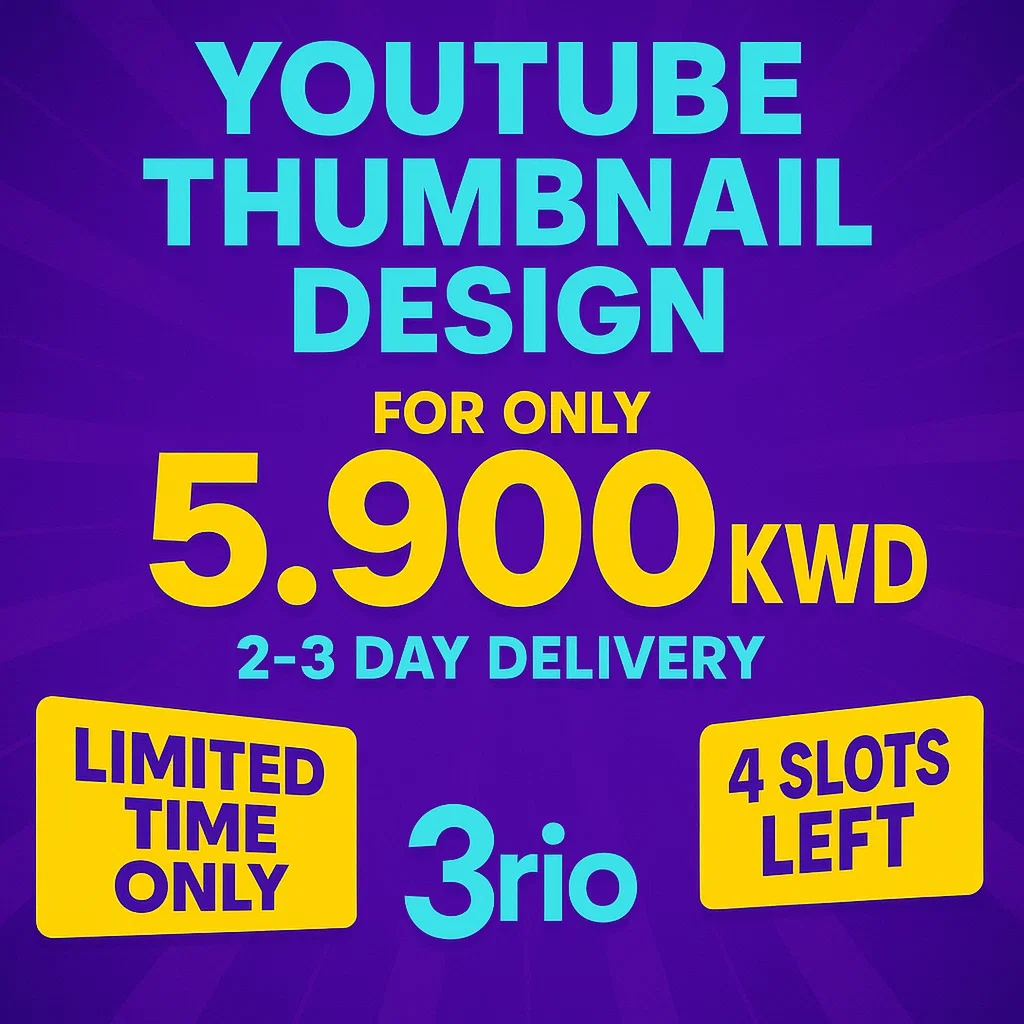 YOUTUBE
THUMBNAIL
DESIGN
FOR ONLY
5.900 KWD
2-3 DAY DELIVERY
LIMITED
TIME
ONLY
3rio
4 SLOTS
LEFT